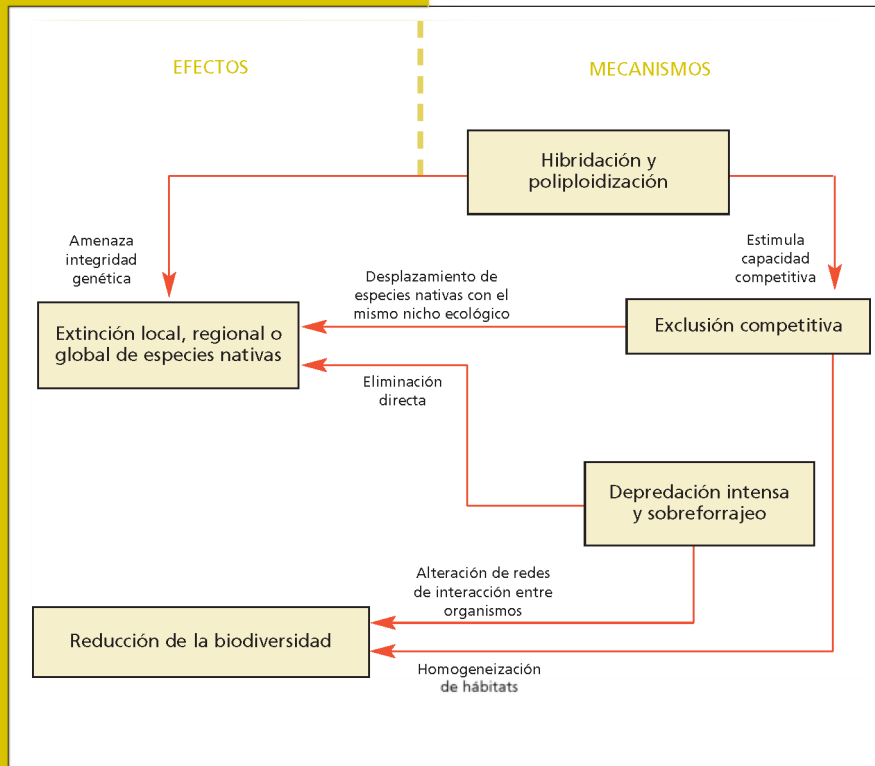 EFECTOS
MECANISMOS
Hibridación y
poliploidización
Amenaza
integridad
genética
Estimula
capacidad
competitiva
Desplazamiento de
especies nativas con el
mismo nicho ecológico
Extinción local, regional o
global de especies nativas
Exclusión competitiva
Eliminación
directa
Depredación intensa
y sobreforrajeo
Alteración de redes
de interacción entre
organismos
Reducción de la biodiversidad
Homogeneización
de hábitats